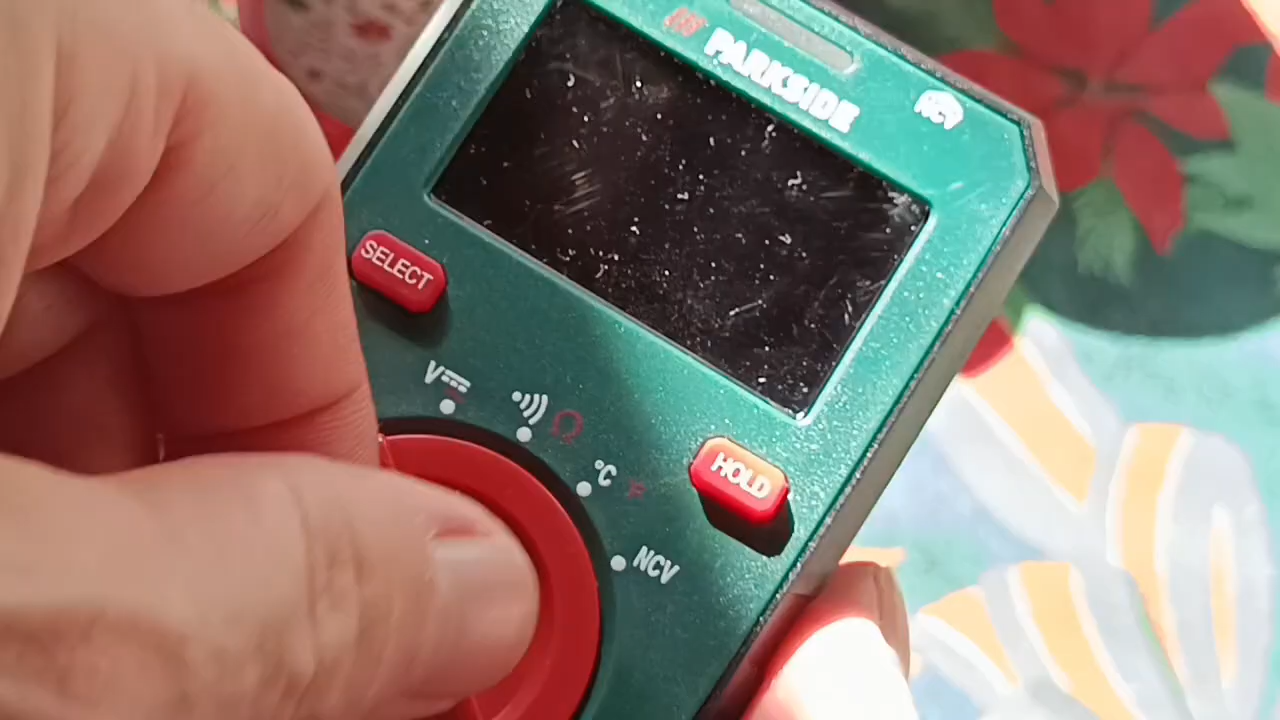 PARKSIDE
NCV
SELECT
V
Ω
°C °F
HOLD
NCV